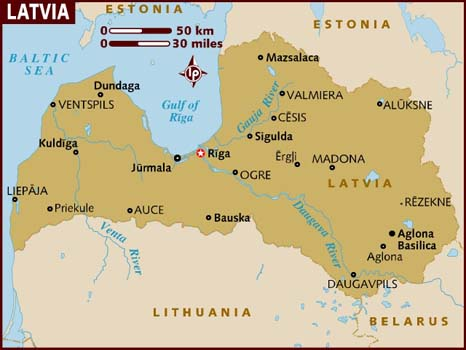 LATVIA
ESTONIA
ESTONIA
0 50 km
0 30 miles
BALTIC
SEA
LP
Mazsalaca
Dundaga
VENTSPILS
Gulf of
Rīga
VALMIERA
ALŪKSNE
Gauja River
CĒSIS
Sigulda
Kuldīga
Rīga
Jūrmala
Ērgļi
MADONA
OGRE
LATVIA
LIEPĀJA
Priekule
AUCE
Bauska
RĒZEKNE
Daugava River
Venta River
Aglona
Basilica
Aglona
DAUGAVPILS
LITHUANIA
BELARUS